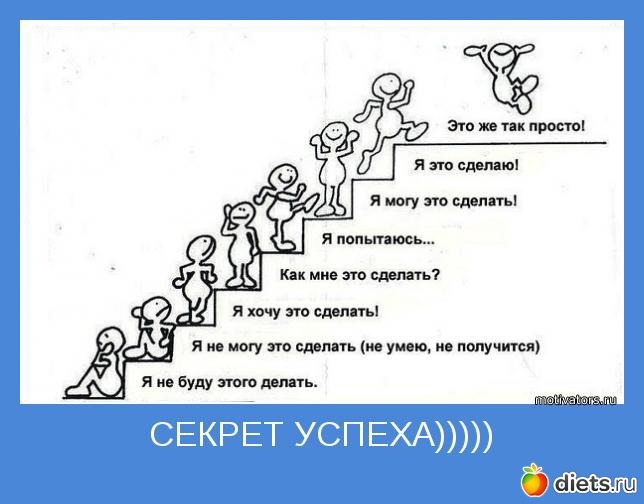 Это же так просто!
Я это сделаю!
Я могу это сделать!
Я попытаюсь...
Как мне это сделать?
Я хочу это сделать!
Я не могу это сделать (не умею, не получится)
Я не буду этого делать.
motivators.ru
СЕКРЕТ УСПЕХА)))))
diets.ru